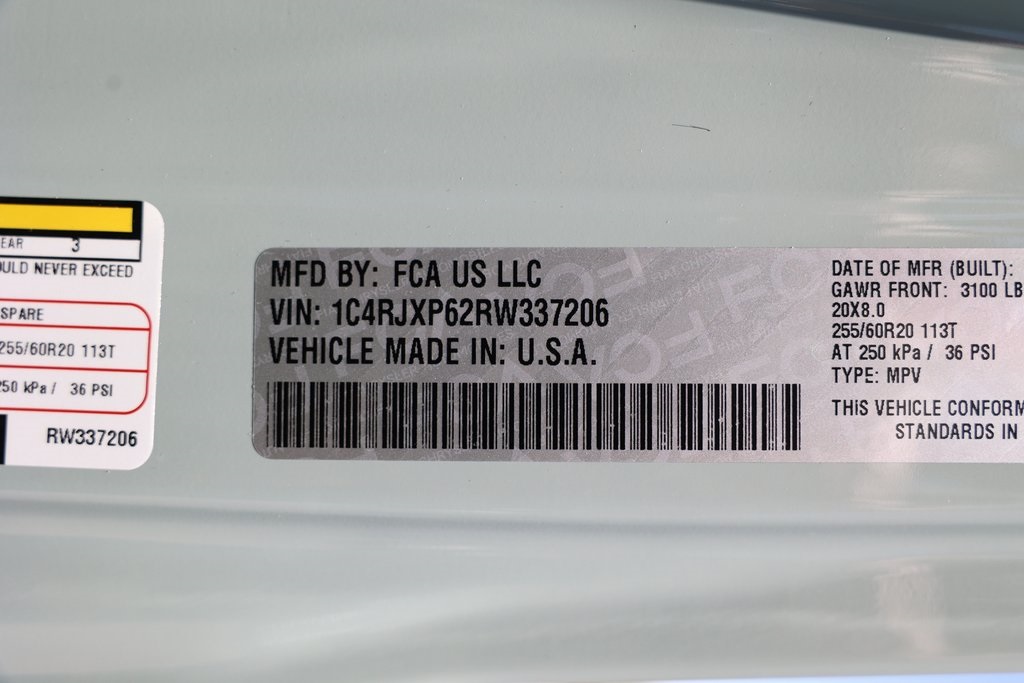 EAR 3
OULD NEVER EXCEED
SPARE
255/60R20 113T
250 kPa / 36 PSI
RW337206
MFD BY: FCA US LLC
VIN: 1C4RJXP62RW337206
VEHICLE MADE IN: U.S.A.
DATE OF MFR (BUILT):
GAWR FRONT: 3100 LB
20X8.0
255/60R20 113T
AT 250 kPa / 36 PSI
TYPE: MPV
THIS VEHICLE CONFORM
STANDARDS IN